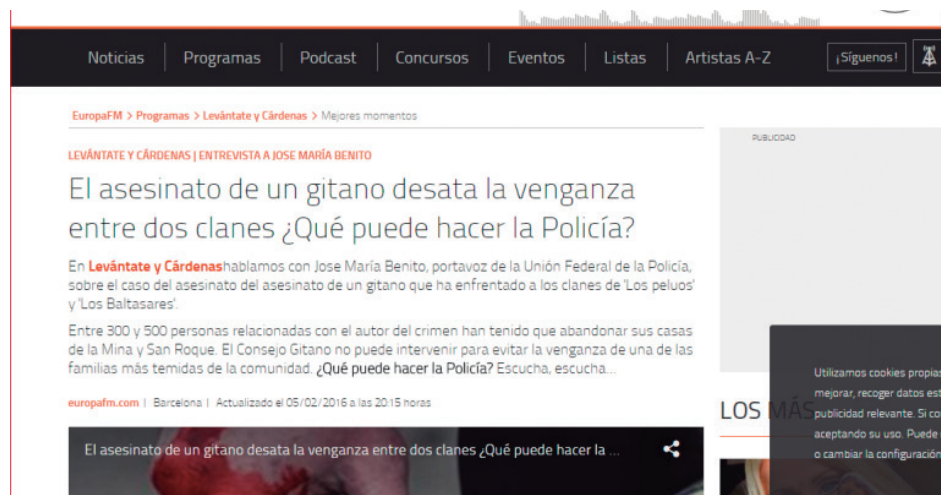 Noticias Programas Podcast Concursos Eventos Listas Artistas A-Z ¡Síguenos!
EuropaFM > Programas > Levántate y Cárdenas > Mejores momentos
PUBLICIDAD
LEVÁNTATE Y CÁRDENAS | ENTREVISTA A JOSE MARÍA BENITO
El asesinato de un gitano desata la venganza
entre dos clanes ¿Qué puede hacer la Policía?
En Levántate y Cárdenashablamos con Jose María Benito, portavoz de la Unión Federal de la Policía,
sobre el caso del asesinato del asesinato de un gitano que ha enfrentado a los clanes de 'Los peluos'
y 'Los Baltasares'.
Entre 300 y 500 personas relacionadas con el autor del crimen han tenido que abandonar sus casas
de la Mina y San Roque. El Consejo Gitano no puede intervenir para evitar la venganza de una de las
familias más temidas de la comunidad. ¿Qué puede hacer la Policía? Escucha, escucha...
europafm.com | Barcelona | Actualizado el 05/02/2016 a las 20:15 horas
El asesinato de un gitano desata la venganza entre dos clanes ¿Qué puede hacer la ...
LOS MÁS
Utilizamos cookies propias
mejorar, recoger datos est
publicidad relevante. Si co
aceptando su uso. Puede
o cambiar la configuración